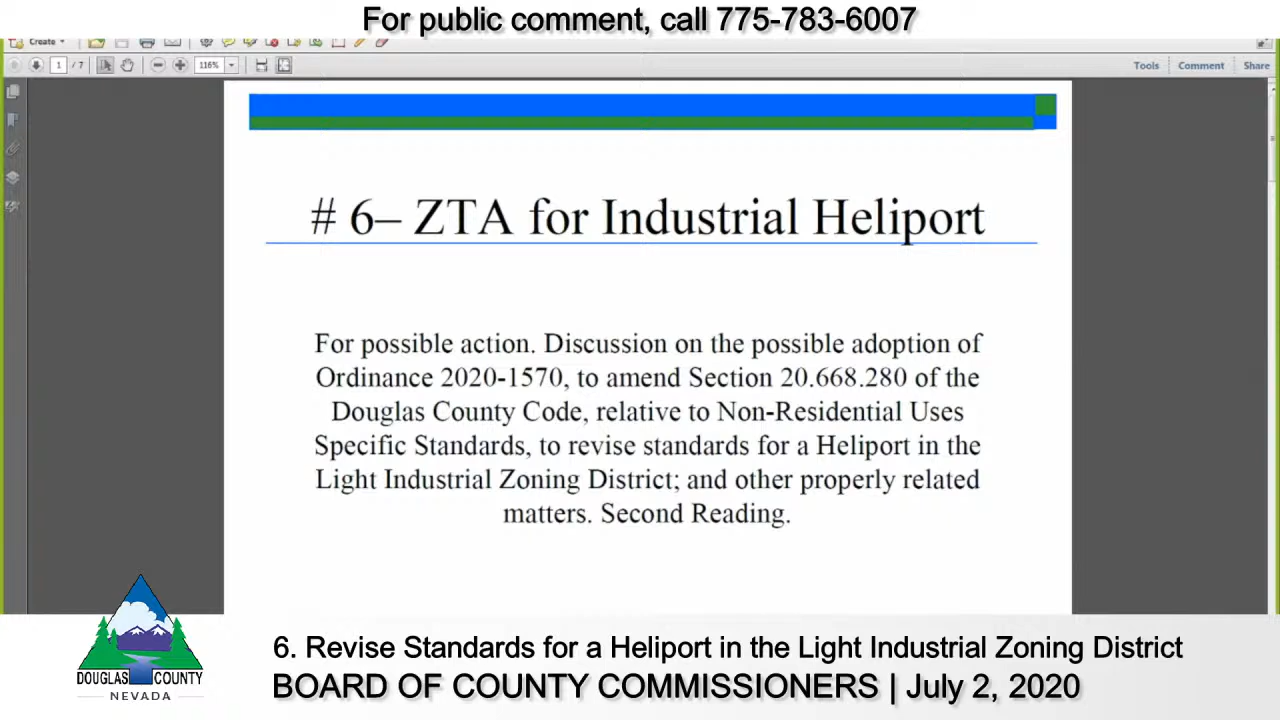 For public comment, call 775-783-6007
Create
1 / 7
116%
Tools
Comment
Share
# 6– ZTA for Industrial Heliport
For possible action. Discussion on the possible adoption of
Ordinance 2020-1570, to amend Section 20.668.280 of the
Douglas County Code, relative to Non-Residential Uses
Specific Standards, to revise standards for a Heliport in the
Light Industrial Zoning District; and other properly related
matters. Second Reading.
DOUGLAS COUNTY
NEVADA
6. Revise Standards for a Heliport in the Light Industrial Zoning District
BOARD OF COUNTY COMMISSIONERS | July 2, 2020